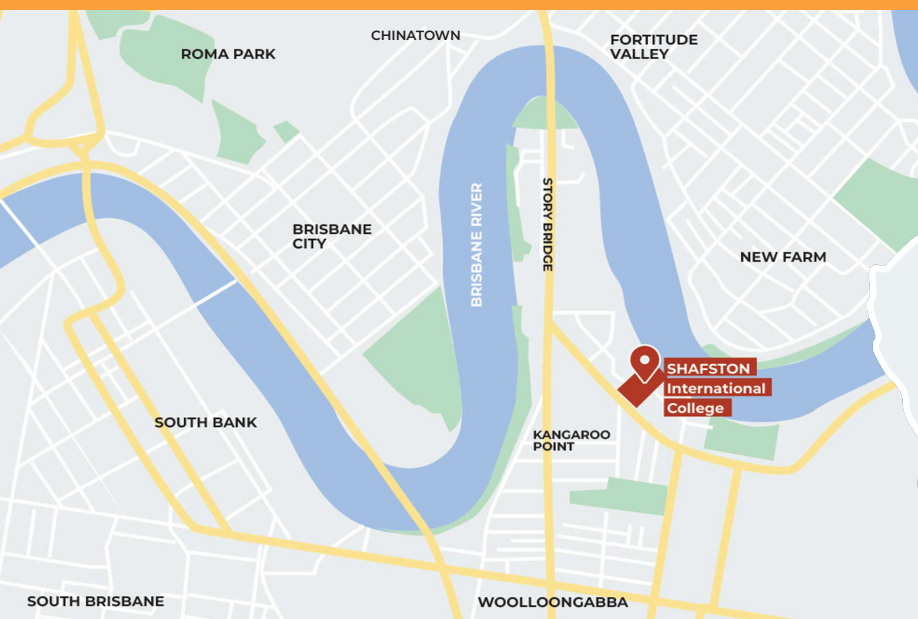 CHINATOWN
FORTITUDE
VALLEY
ROMA PARK
BRISBANE RIVER
STORY BRIDGE
BRISBANE
CITY
NEW FARM
SHAFSTON
International
College
SOUTH BANK
KANGAROO
POINT
SOUTH BRISBANE
WOOLLOONGABBA